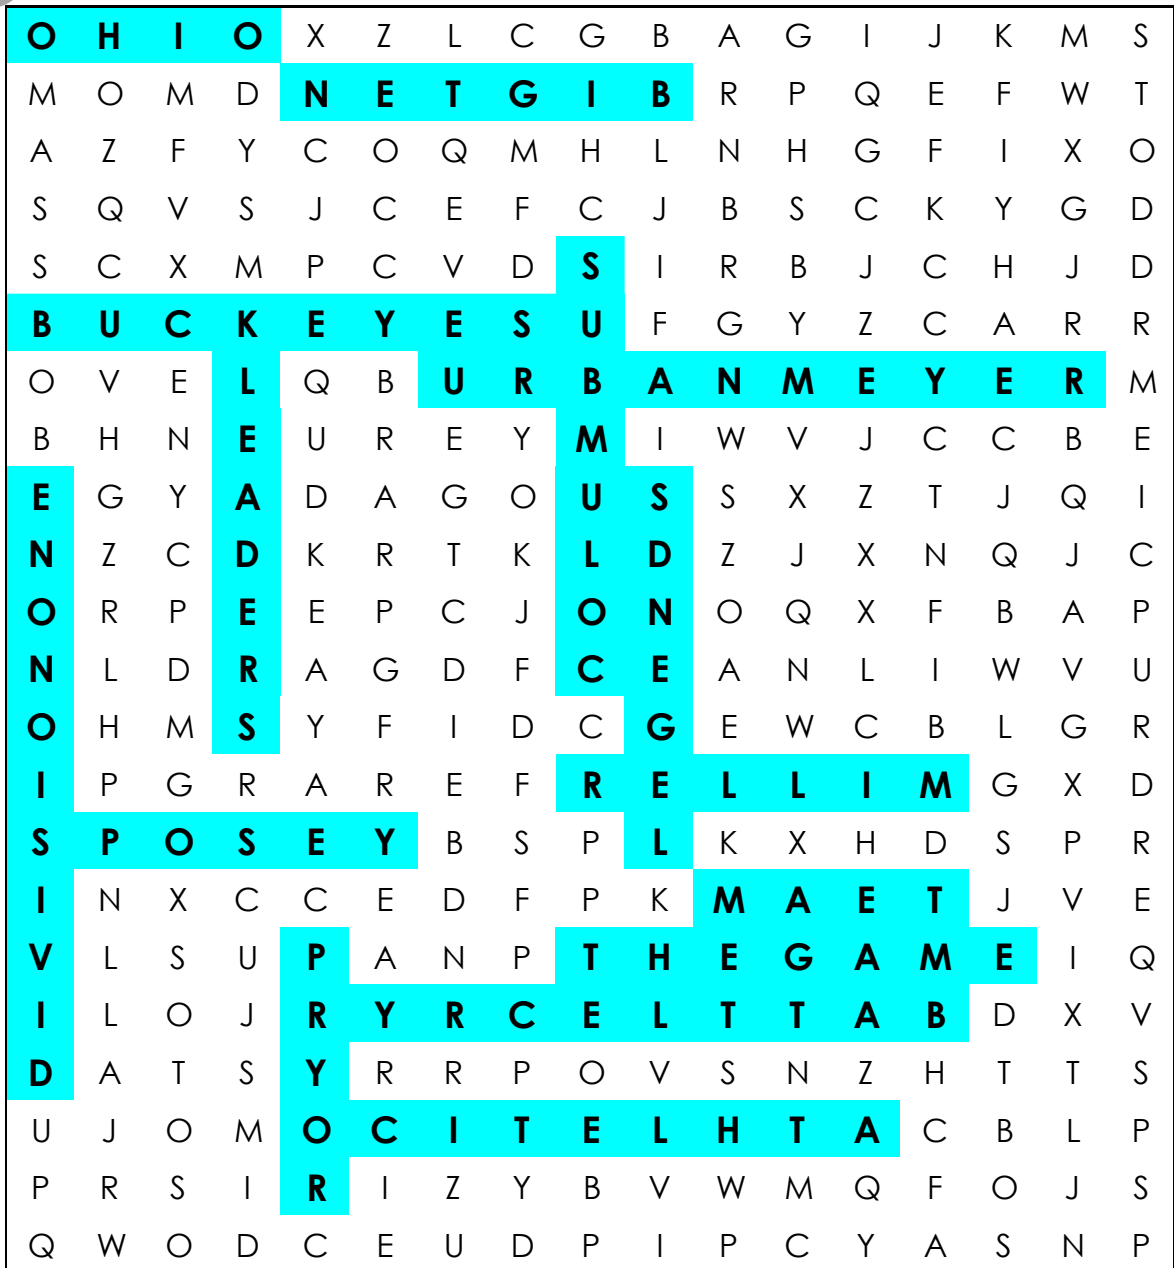 O H I O X Z L C G B A G I J K M S
M O M D N E T G I B R P Q E F W T
A Z F Y C O Q M H L N H G F I X O
S Q V S J C E F C J B S C K Y G D
S C X M P C V D S I R B J C H J D
B U C K E Y E S U F G Y Z C A R R
O V E L Q B U R B A N M E Y E R M
B H N E U R E Y M I W V J C C B E
E G Y A D A G O U S S X Z T J Q I
N Z C D K R T K L D Z J X N Q J C
O R P E E P C J O N O Q X F B A P
N L D R A G D F C E A N L I W V U
O H M S Y F I D C G E W C B L G R
I P G R A R E F R E L L I M G X D
S P O S E Y B S P L K X H D S P R
I N X C C E D F P K M A E T J V E
V L S U P A N P T H E G A M E I Q
I L O J R Y R C E L T T A B D X V
D A T S Y R R P O V S N Z H T T S
U J O M O C I T E L H T A C B L P
P R S I R I Z Y B V W M Q F O J S
Q W O D C E U D P I P C Y A S N P